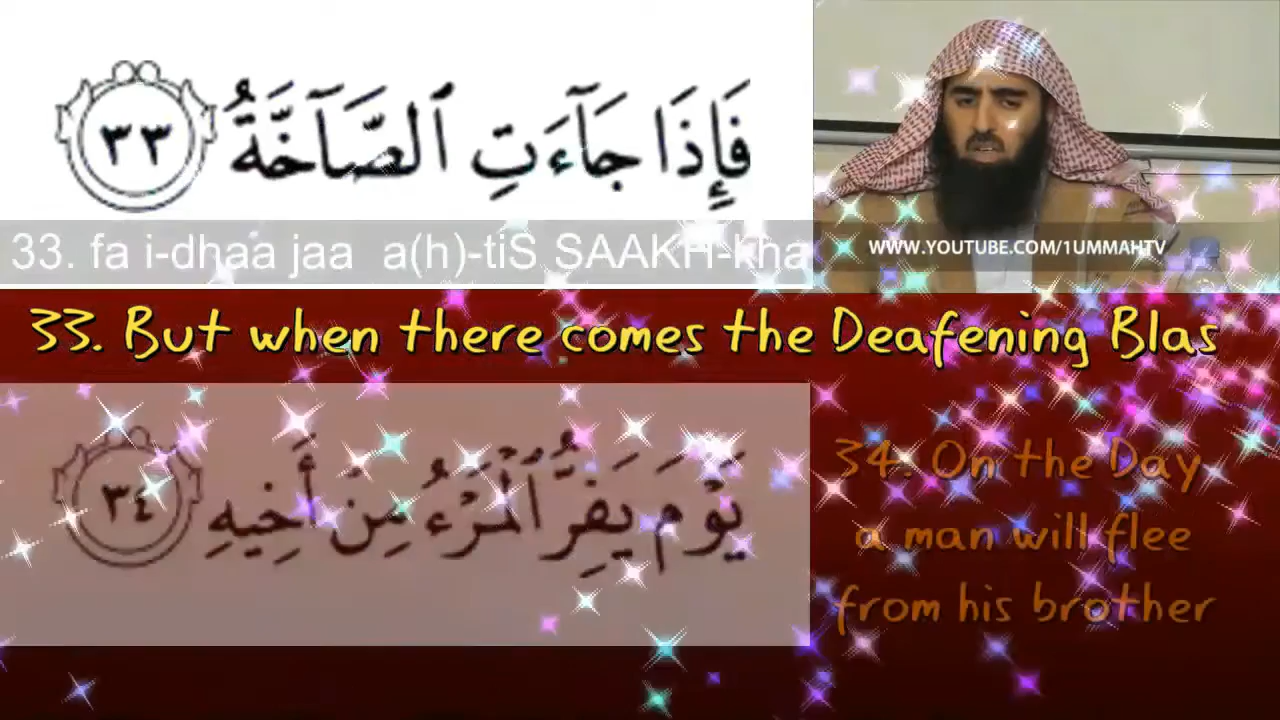 فَإِذَا جَآءَتِ ٱلصَّآخَّةُ ٣٣
WWW.YOUTUBE.COM/1UMMAHTV
33. fa i-dhaa jaa a(h)-tiS SAAKH-kha
33. But when there comes the Deafening Blas
يَوْمَ يَفِرُّ ٱلْمَرْءُ مِنْ أَخِيهِ ٣٤
34. On the Day
a man will flee
from his brother